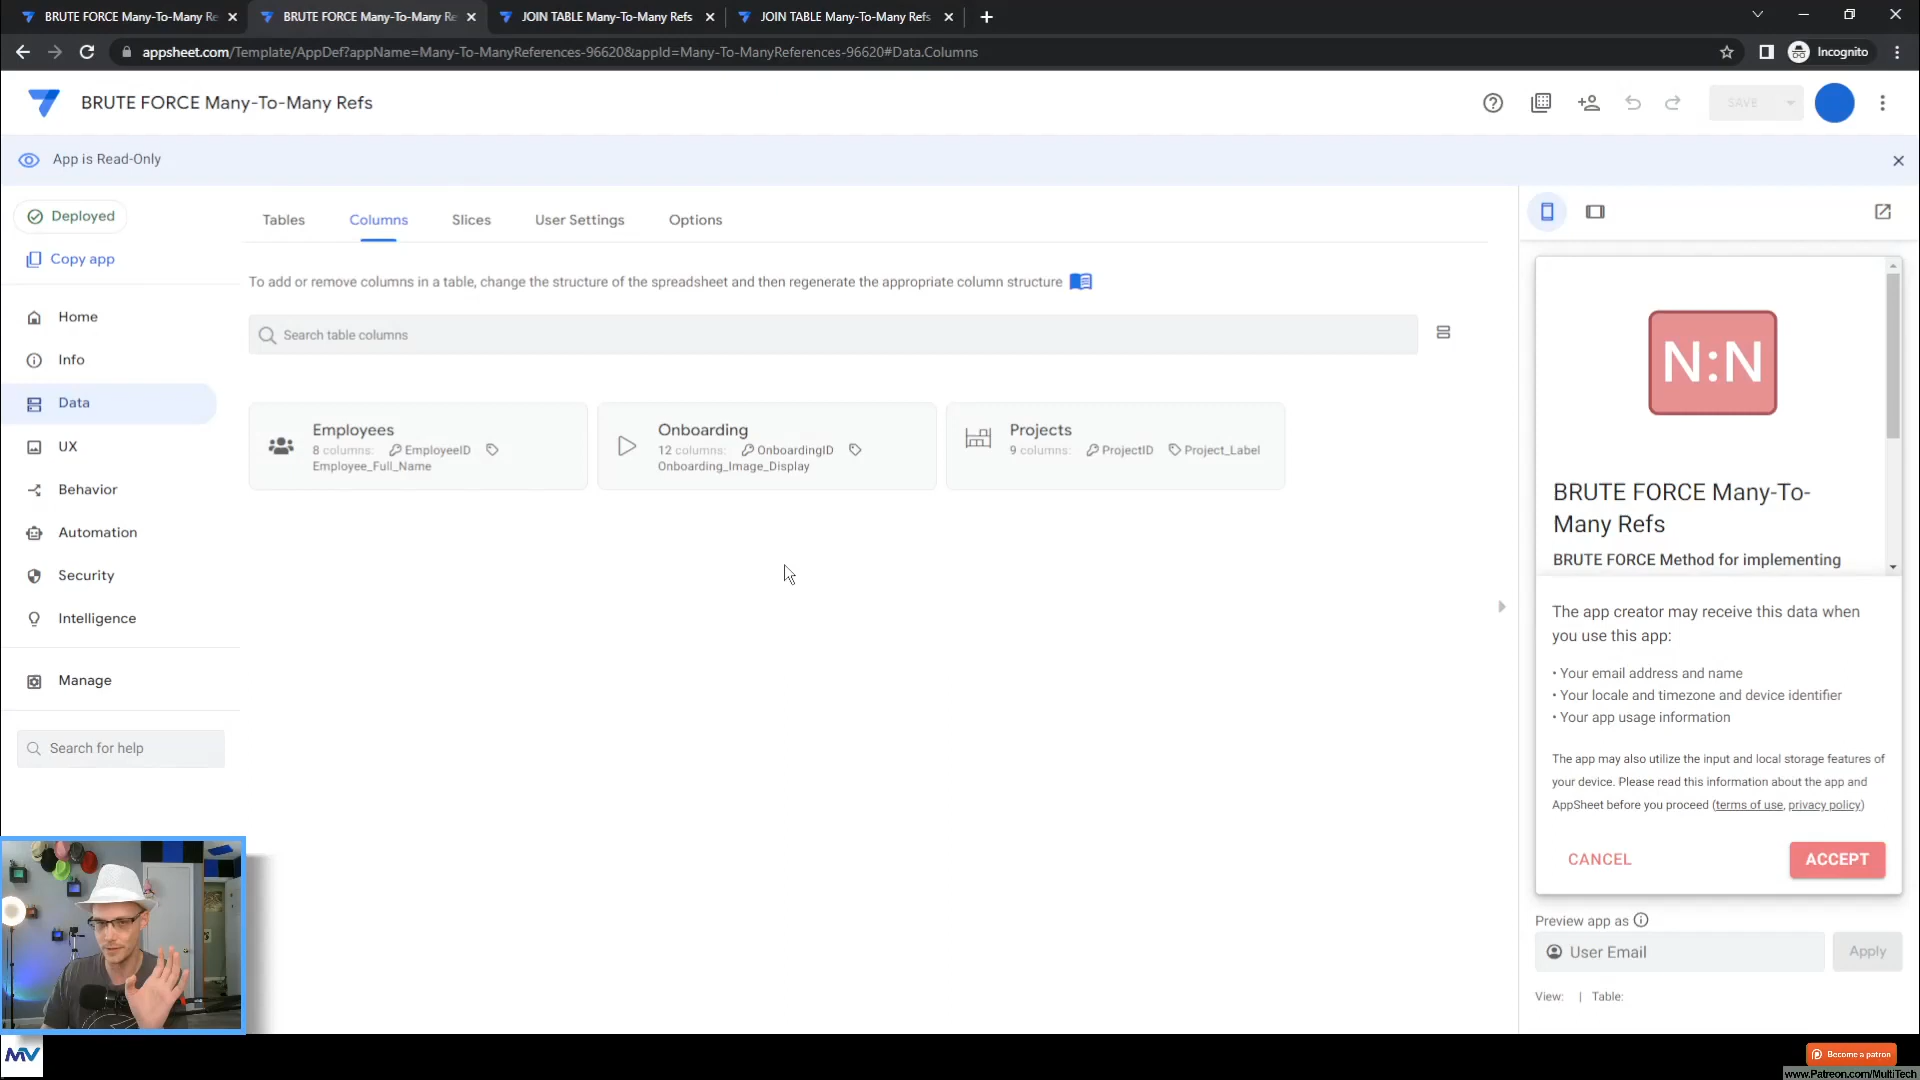 BRUTE FORCE Many-To-Many Re
BRUTE FORCE Many-To-Many Re
JOIN TABLE Many-To-Many Refs
JOIN TABLE Many-To-Many Refs
appsheet.com/Template/AppDef?appName=Many-To-ManyReferences-96620&appId=Many-To-ManyReferences-96620#Data.Columns
Incognito
BRUTE FORCE Many-To-Many Refs
SAVE
App is Read-Only
Deployed
Copy app
Home
Info
Data
UX
Behavior
Automation
Security
Intelligence
Manage
Search for help
Tables
Columns
Slices
User Settings
Options
To add or remove columns in a table, change the structure of the spreadsheet and then regenerate the appropriate column structure
Search table columns
Employees
8 columns: EmployeeID
Employee_Full_Name
Onboarding
12 columns: OnboardingID
Onboarding_Image_Display
Projects
9 columns: ProjectID Project_Label
N:N
BRUTE FORCE Many-To-
Many Refs
BRUTE FORCE Method for implementing
The app creator may receive this data when
you use this app:
• Your email address and name
• Your locale and timezone and device identifier
• Your app usage information
The app may also utilize the input and local storage features of
your device. Please read this information about the app and
AppSheet before you proceed (terms of use, privacy policy)
CANCEL
ACCEPT
Preview app as
User Email
Apply
View: | Table:
MV
Become a patron
www.Patreon.com/MultiTech